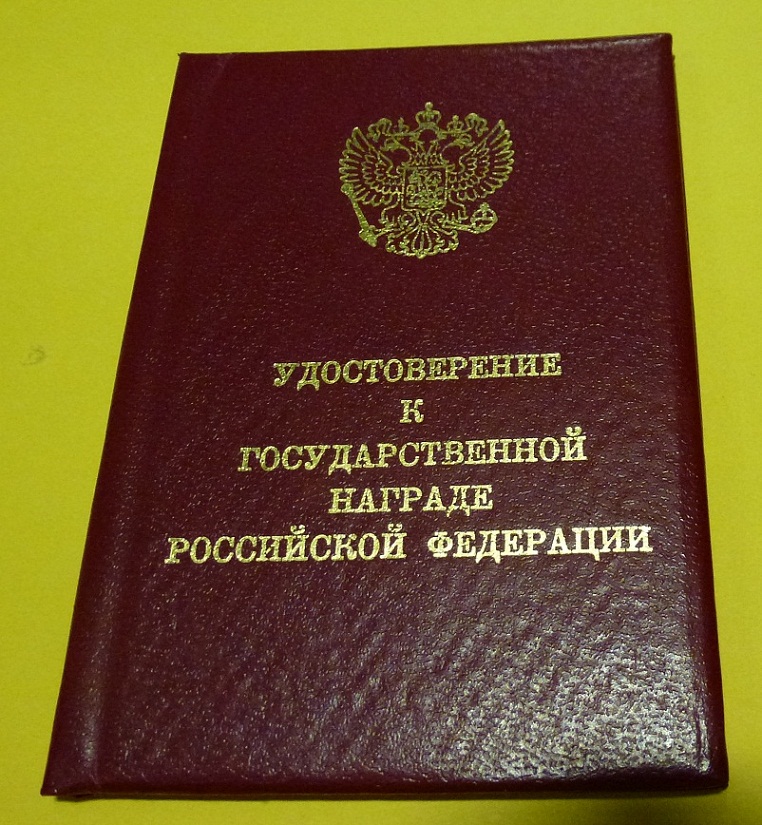 УДОСТОВЕРЕНИЕ
К
ГОСУДАРСТВЕННОЙ
НАГРАДЕ
РОССИЙСКОЙ ФЕДЕРАЦИИ